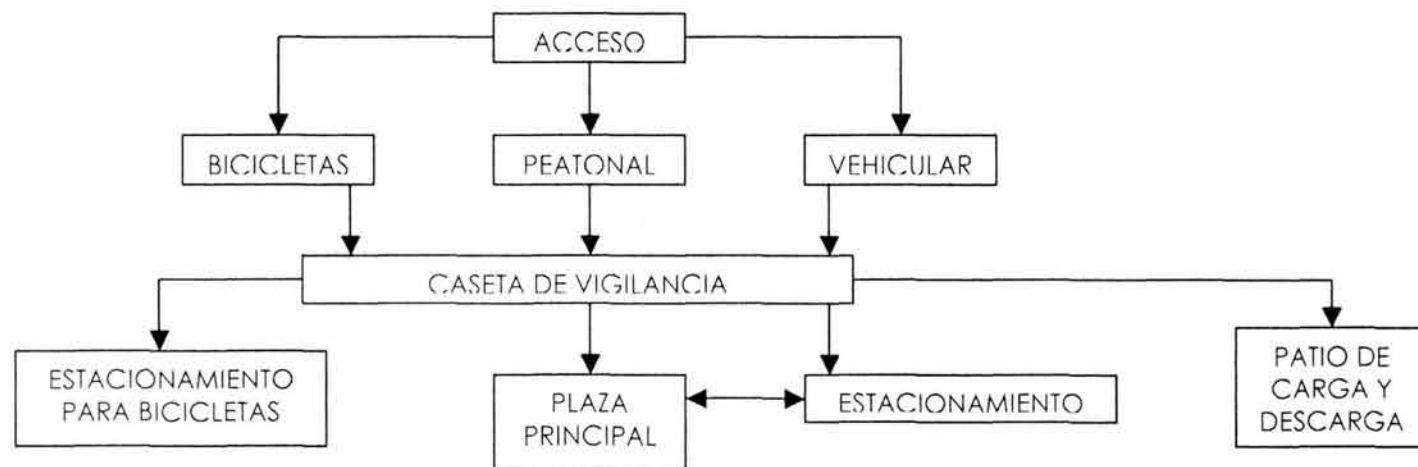 ACCESO
BICICLETAS
PEATONAL
VEHICULAR
CASETA DE VIGILANCIA
ESTACIONAMIENTO
PARA BICICLETAS
PLAZA
PRINCIPAL
ESTACIONAMIENTO
PATIO DE
CARGA Y
DESCARGA